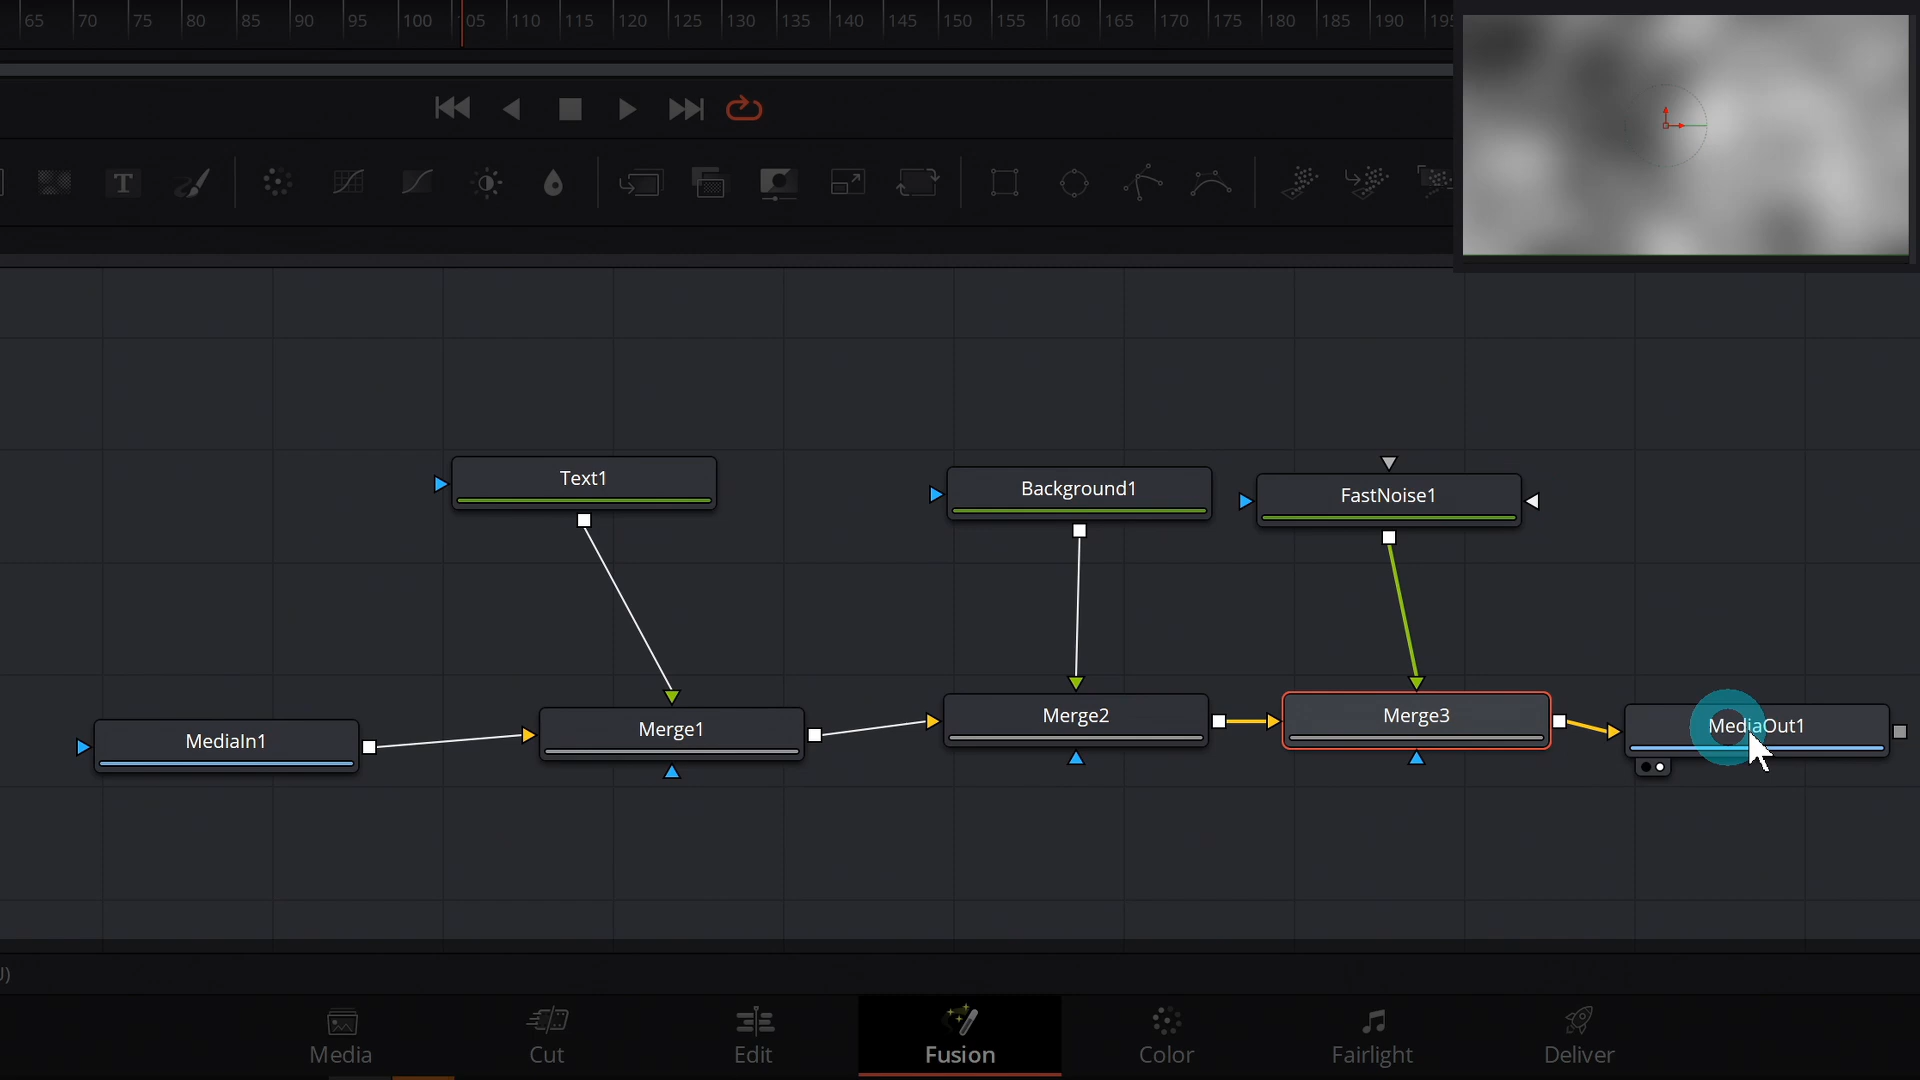 65 70 75 80 85 90 95 100 05 110 115 120 125 130 135 140 145 150 155 160 165 170 175 180 185 190 195
T
Text1
Background1
FastNoise1
MediaIn1
Merge1
Merge2
Merge3
MediaOut1
Media Cut Edit Fusion Color Fairlight Deliver